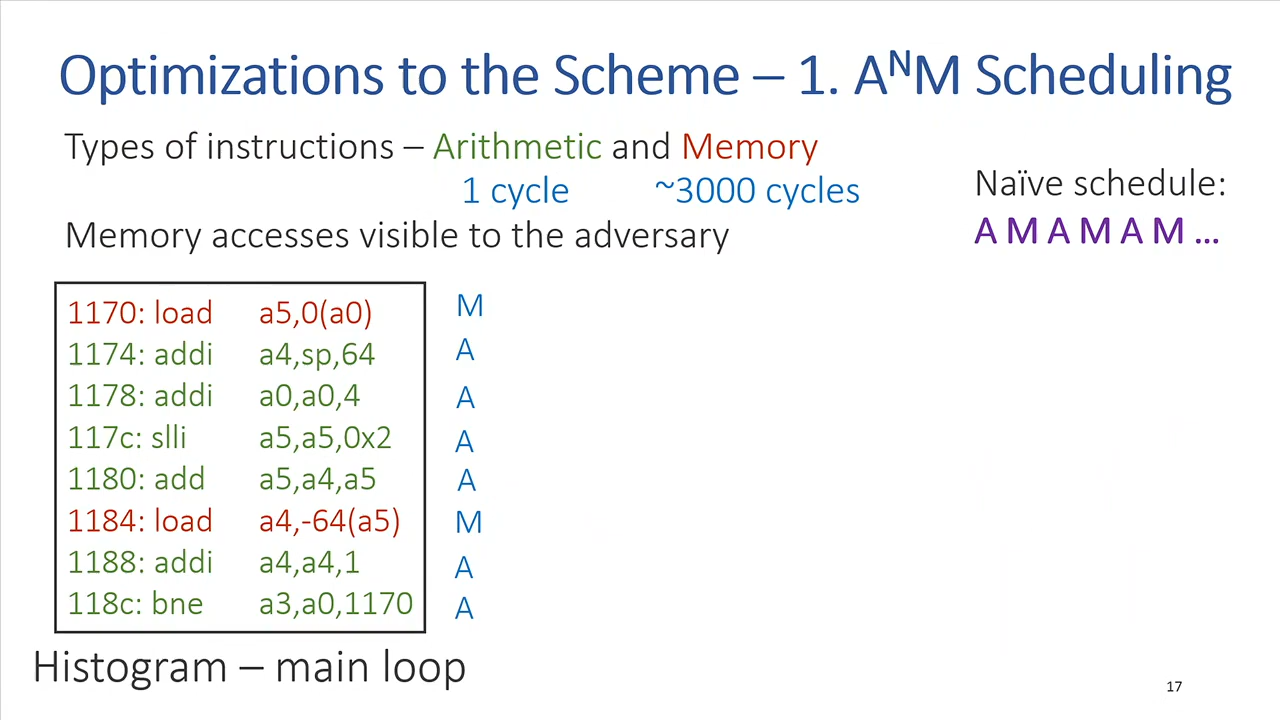 Optimizations to the Scheme – 1. AᴺM Scheduling
Types of instructions – Arithmetic and Memory
1 cycle ~3000 cycles
Memory accesses visible to the adversary
Naïve schedule:
A M A M A M ...
1170: load a5,0(a0) M
1174: addi a4,sp,64 A
1178: addi a0,a0,4 A
117c: slli a5,a5,0x2 A
1180: add a5,a4,a5 A
1184: load a4,-64(a5) M
1188: addi a4,a4,1 A
118c: bne a3,a0,1170 A
Histogram – main loop
17